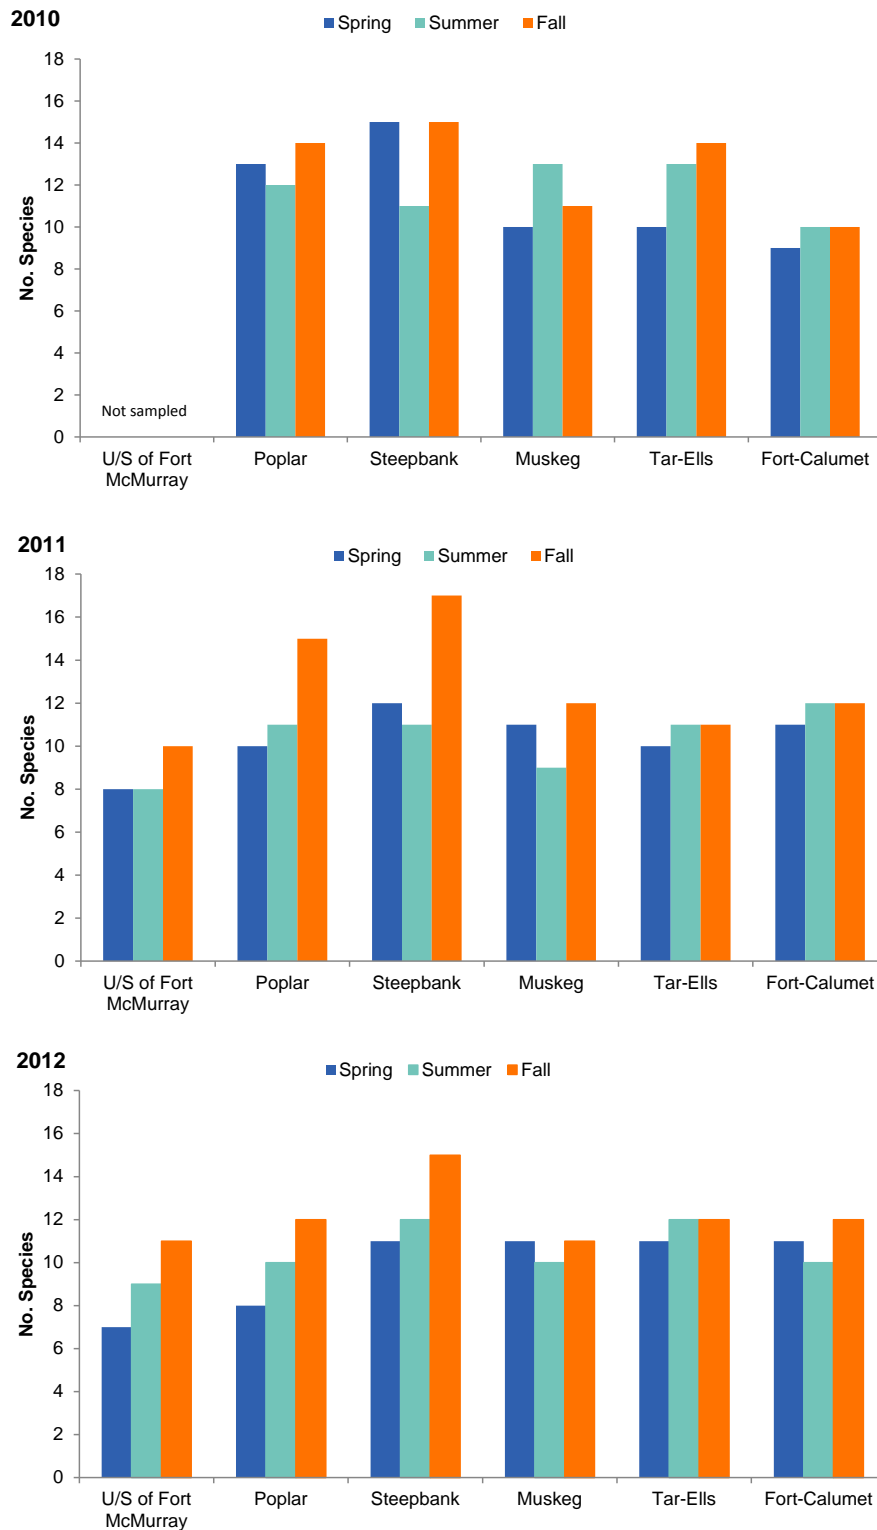 2010
Spring Summer Fall
18
16
14
12
10
8
6
4
2
0
No. Species
Not sampled
U/S of Fort McMurray
Poplar
Steepbank
Muskeg
Tar-Ells
Fort-Calumet
2011
Spring Summer Fall
18
16
14
12
10
8
6
4
2
0
No. Species
U/S of Fort McMurray
Poplar
Steepbank
Muskeg
Tar-Ells
Fort-Calumet
2012
Spring Summer Fall
18
16
14
12
10
8
6
4
2
0
No. Species
U/S of Fort McMurray
Poplar
Steepbank
Muskeg
Tar-Ells
Fort-Calumet